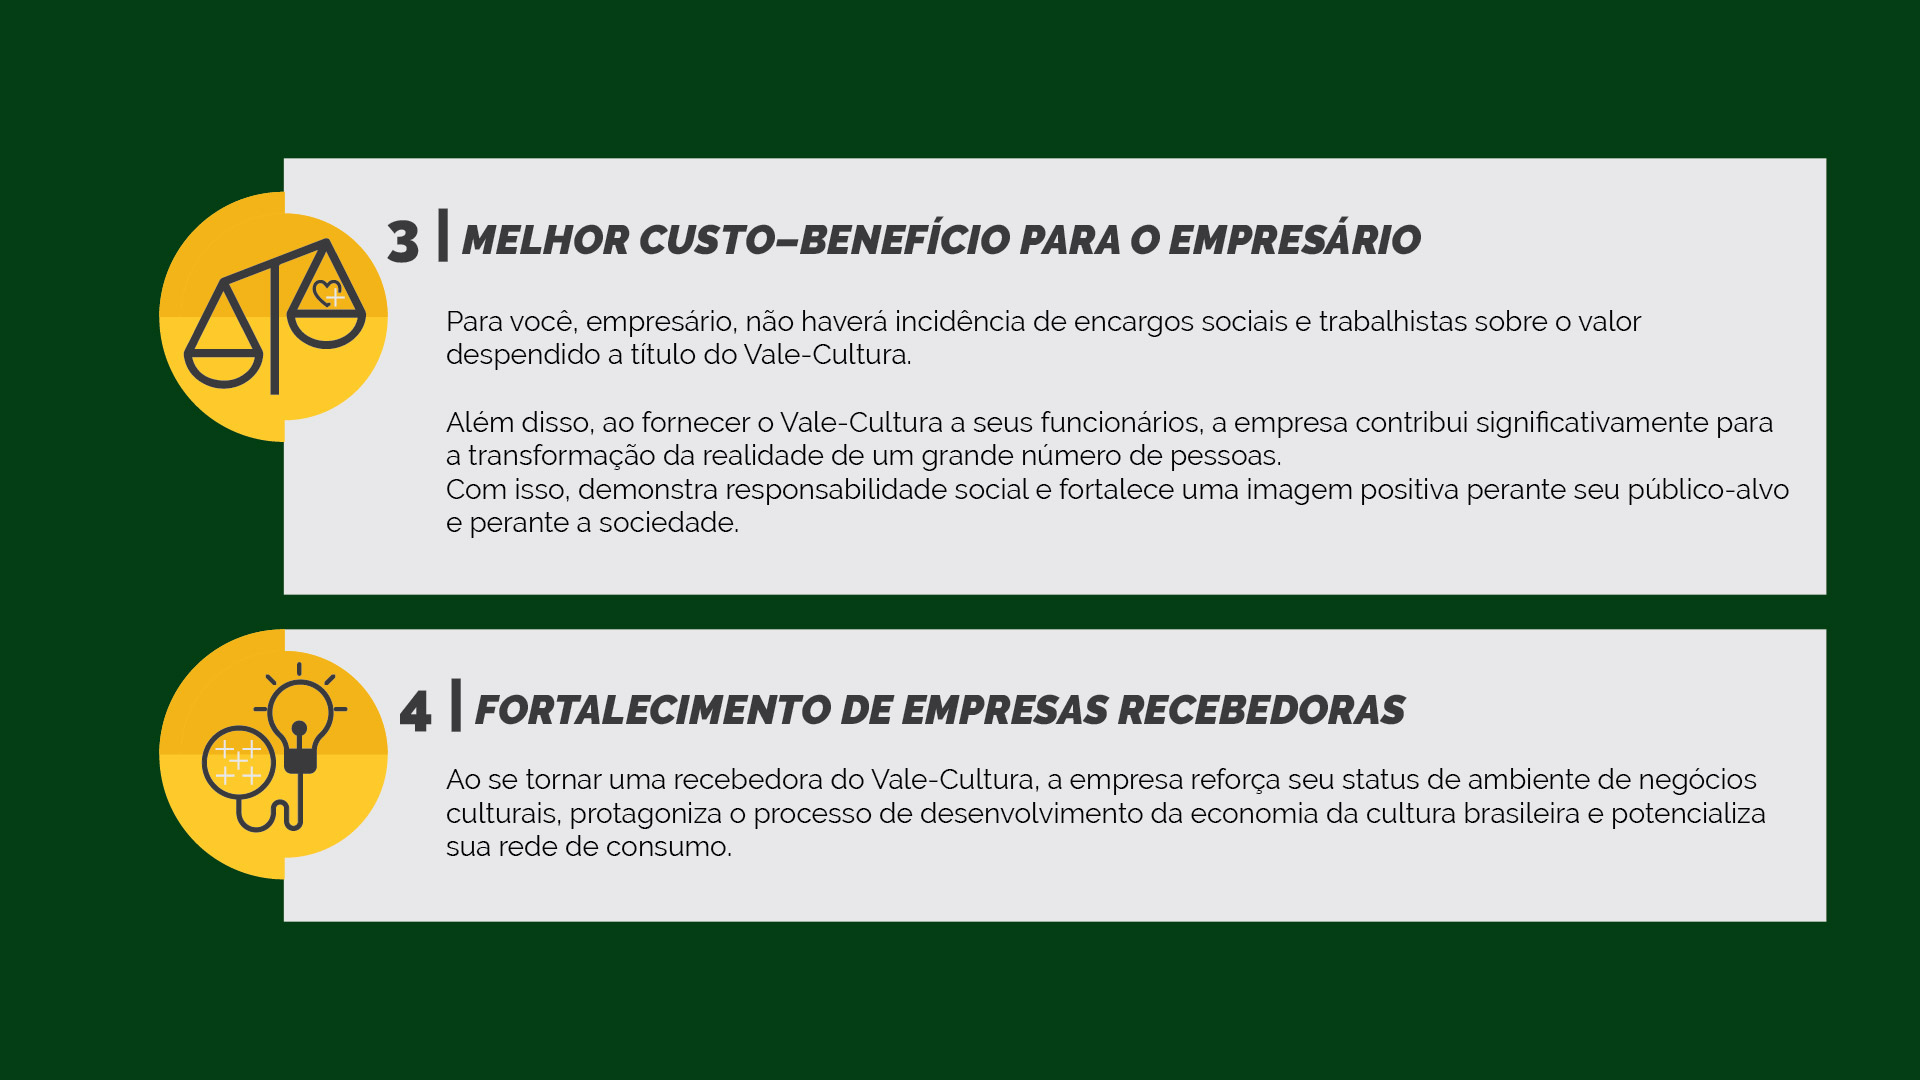 3 | MELHOR CUSTO–BENEFÍCIO PARA O EMPRESÁRIO
Para você, empresário, não haverá incidência de encargos sociais e trabalhistas sobre o valor
despendido a título do Vale-Cultura.
Além disso, ao fornecer o Vale-Cultura a seus funcionários, a empresa contribui significativamente para
a transformação da realidade de um grande número de pessoas.
Com isso, demonstra responsabilidade social e fortalece uma imagem positiva perante seu público-alvo
e perante a sociedade.
4 | FORTALECIMENTO DE EMPRESAS RECEBEDORAS
Ao se tornar uma recebedora do Vale-Cultura, a empresa reforça seu status de ambiente de negócios
culturais, protagoniza o processo de desenvolvimento da economia da cultura brasileira e potencializa
sua rede de consumo.